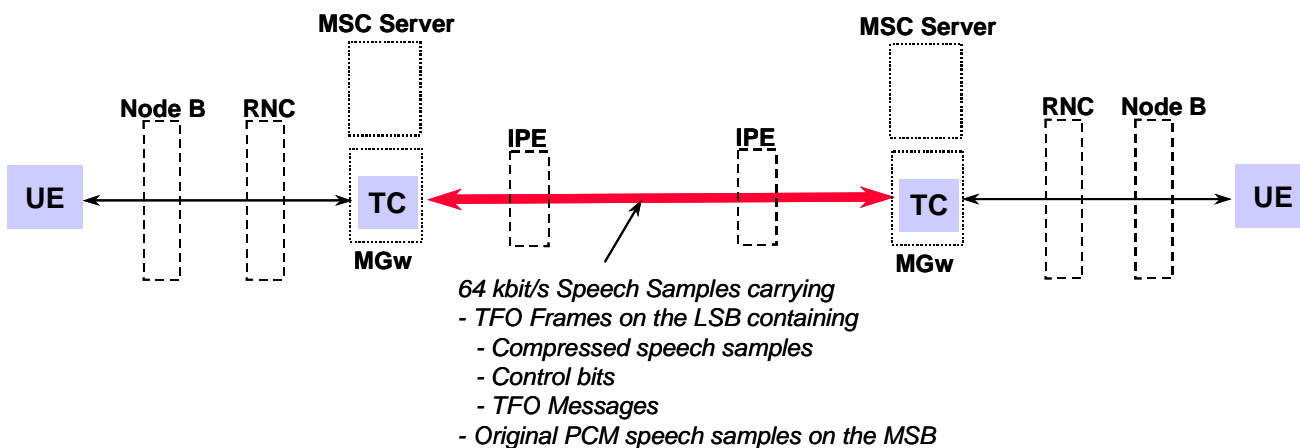 MSC Server
MSC Server
Node B
RNC
IPE
IPE
RNC
Node B
UE
TC
TC
UE
MGw
MGw
64 kbit/s Speech Samples carrying
- TFO Frames on the LSB containing
- Compressed speech samples
- Control bits
- TFO Messages
- Original PCM speech samples on the MSB